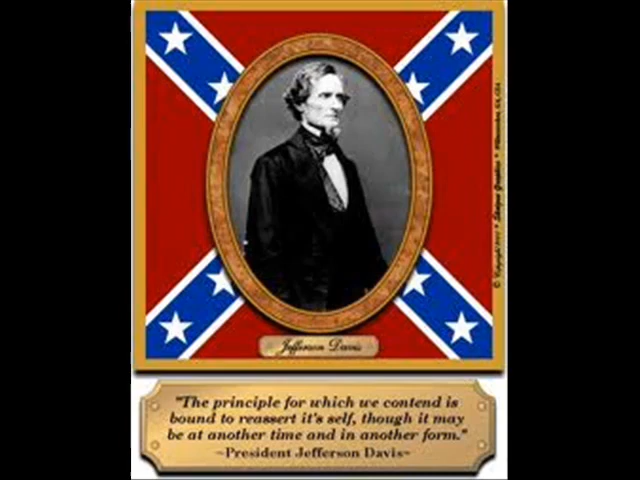 Jefferson Davis
"The principle for which we contend is
bound to reassert it's self, though it may
be at another time and in another form."
~President Jefferson Davis~